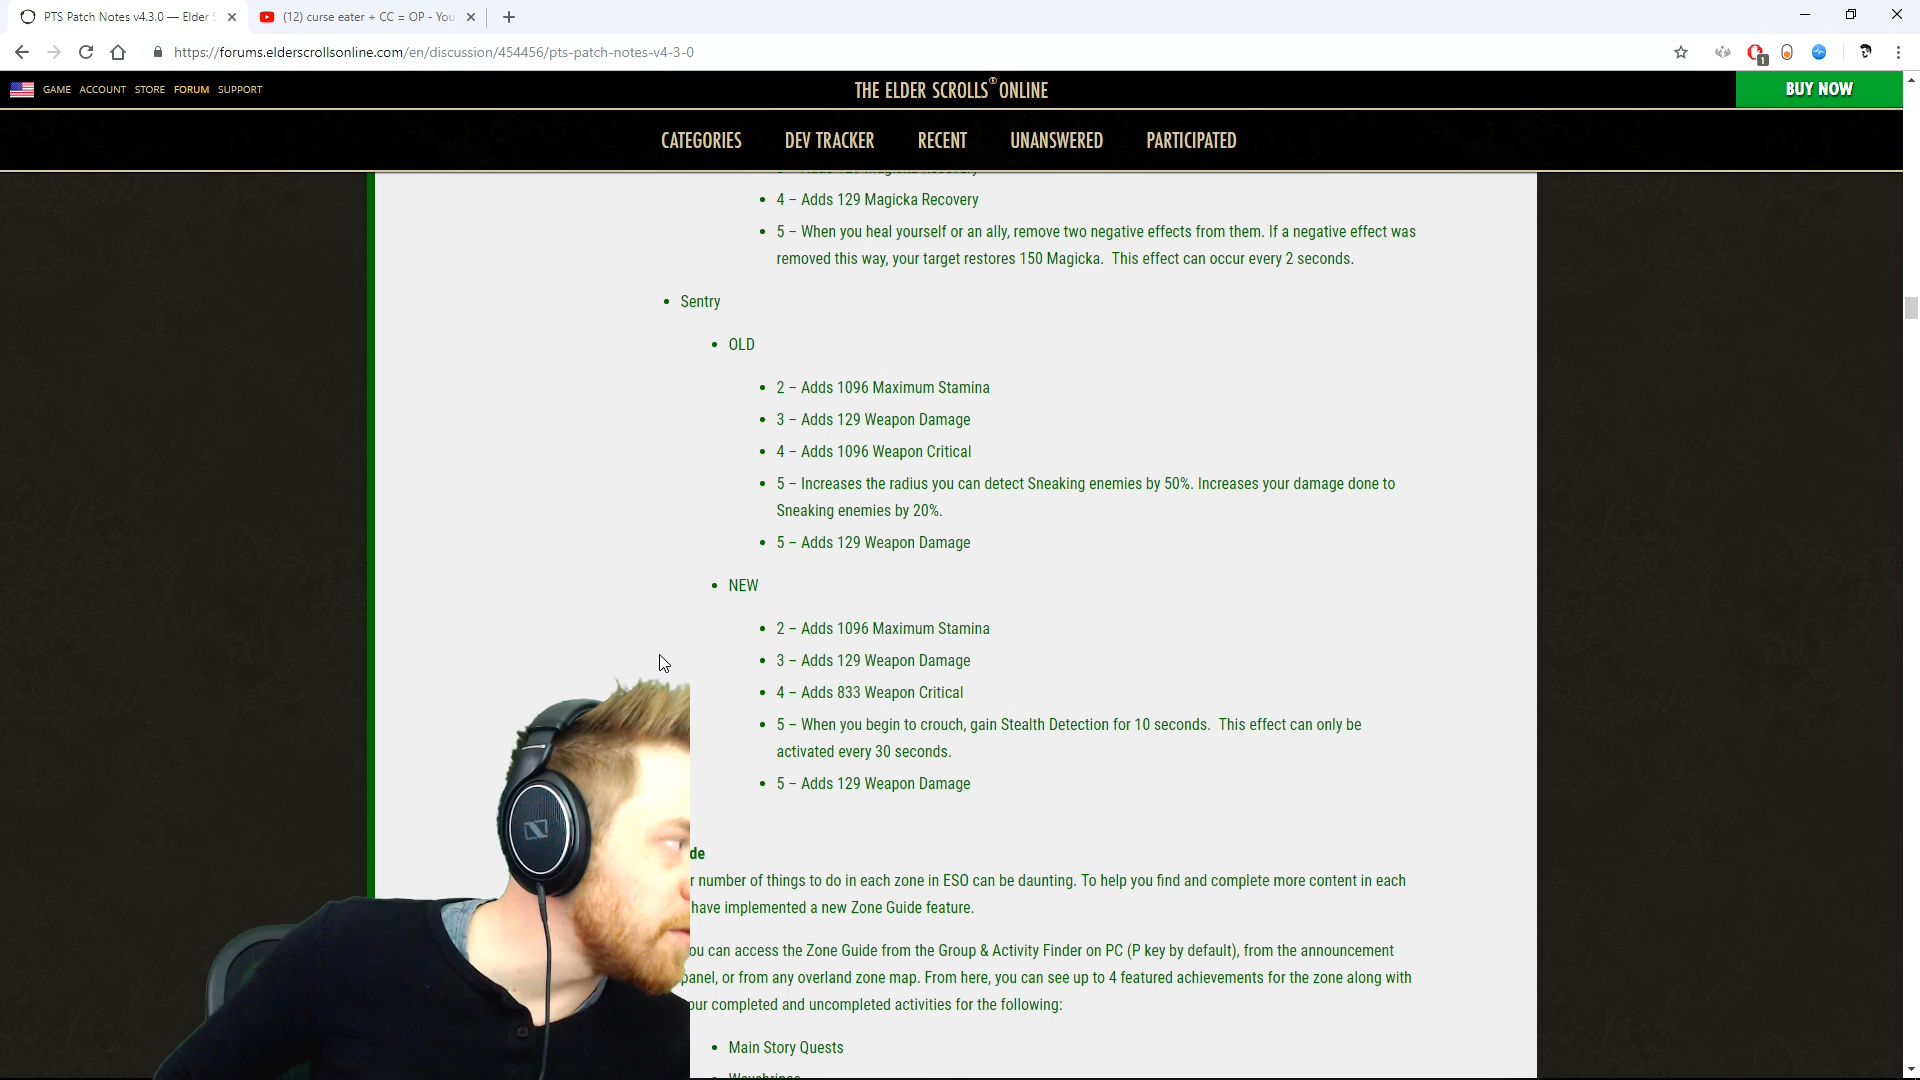 PTS Patch Notes v4.3.0 — Elder S
(12) curse eater + CC = OP - You
https://forums.elderscrollsonline.com/en/discussion/454456/pts-patch-notes-v4-3-0
1
GAME ACCOUNT STORE FORUM SUPPORT
THE ELDER SCROLLS ONLINE
BUY NOW
CATEGORIES DEV TRACKER RECENT UNANSWERED PARTICIPATED
• 4 – Adds 129 Magicka Recovery
• 5 – When you heal yourself or an ally, remove two negative effects from them. If a negative effect was
removed this way, your target restores 150 Magicka.  This effect can occur every 2 seconds.
• Sentry
• OLD
• 2 – Adds 1096 Maximum Stamina
• 3 – Adds 129 Weapon Damage
• 4 – Adds 1096 Weapon Critical
• 5 – Increases the radius you can detect Sneaking enemies by 50%. Increases your damage done to
Sneaking enemies by 20%.
• 5 – Adds 129 Weapon Damage
• NEW
• 2 – Adds 1096 Maximum Stamina
• 3 – Adds 129 Weapon Damage
• 4 – Adds 833 Weapon Critical
• 5 – When you begin to crouch, gain Stealth Detection for 10 seconds.  This effect can only be
activated every 30 seconds.
• 5 – Adds 129 Weapon Damage
de
r number of things to do in each zone in ESO can be daunting. To help you find and complete more content in each
have implemented a new Zone Guide feature.
ou can access the Zone Guide from the Group & Activity Finder on PC (P key by default), from the announcement
panel, or from any overland zone map. From here, you can see up to 4 featured achievements for the zone along with
our completed and uncompleted activities for the following:
• Main Story Quests